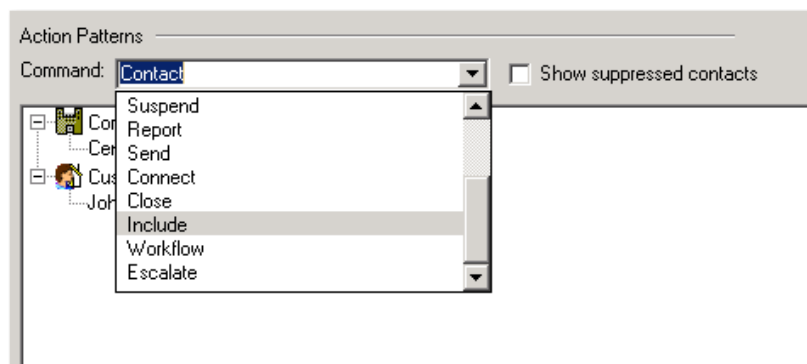 Action Patterns
Command: Contact Show suppressed contacts
Suspend
Report
Send
Connect
Close
Include
Workflow
Escalate